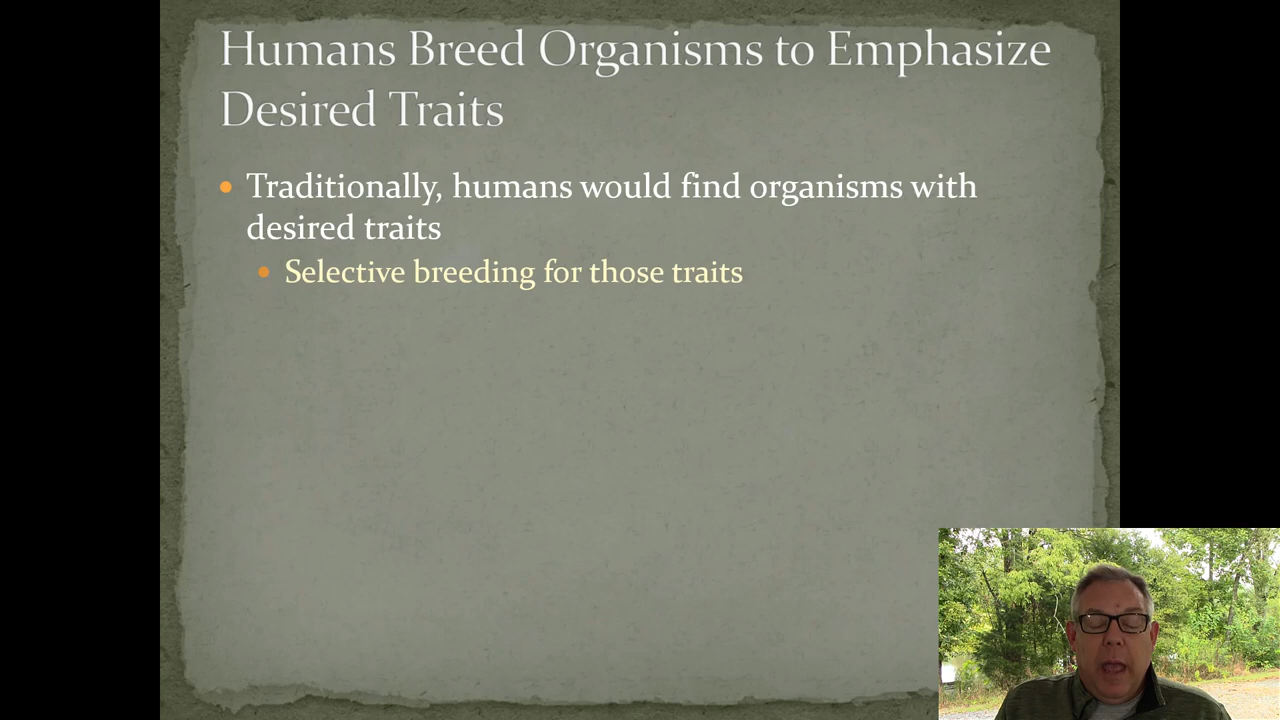 Humans Breed Organisms to Emphasize
Desired Traits
Traditionally, humans would find organisms with
desired traits
Selective breeding for those traits